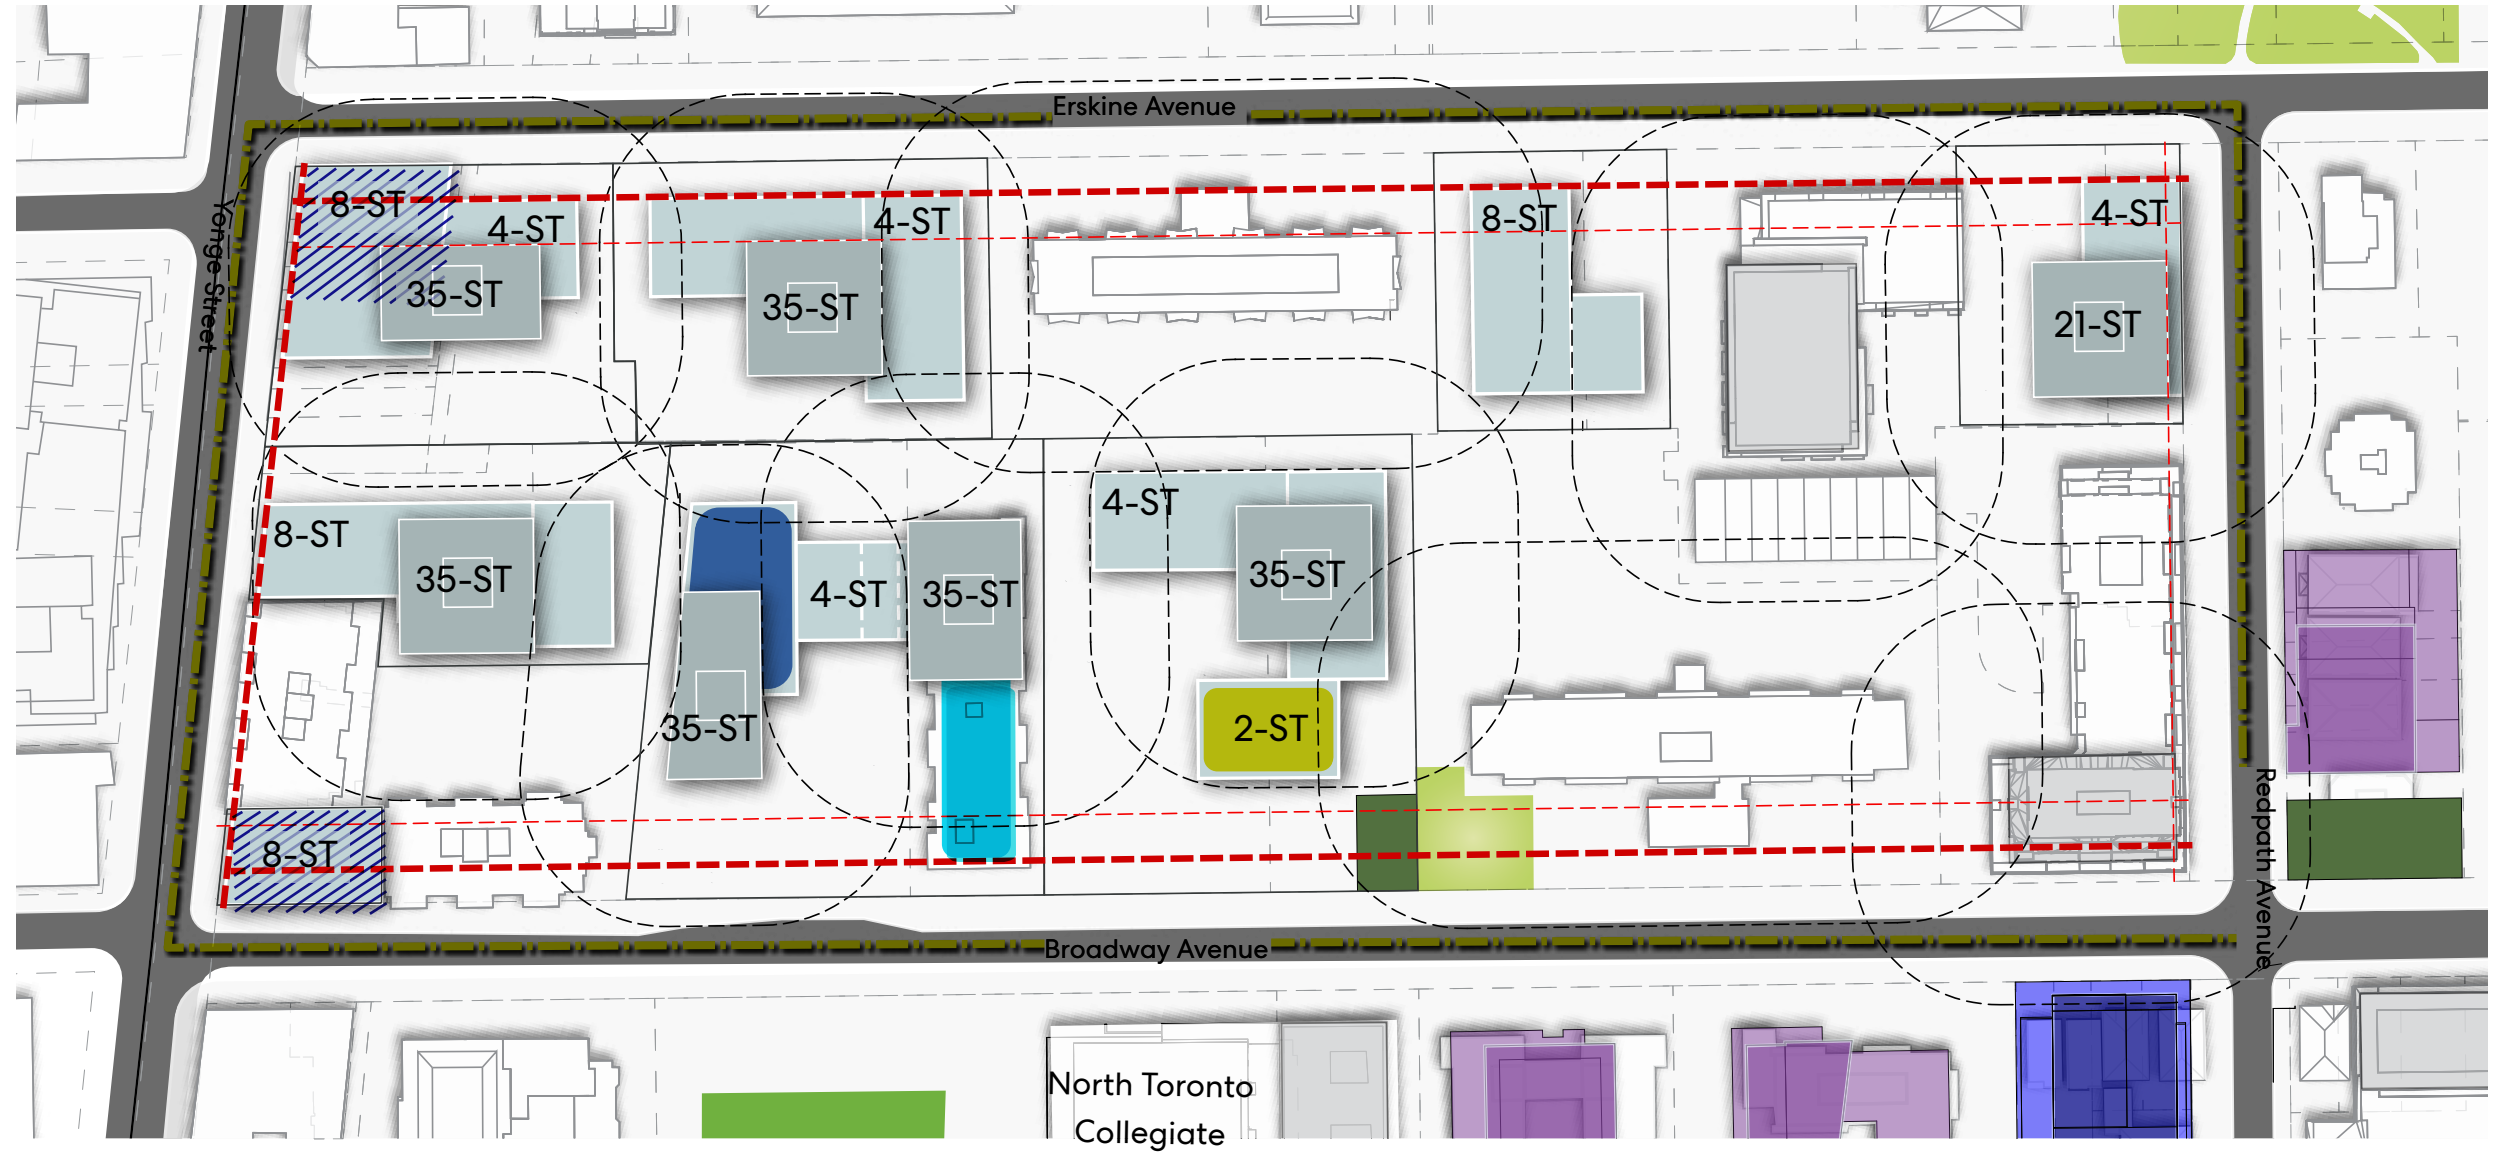 Erskine Avenue
8-ST
4-ST
35-ST
4-ST
35-ST
8-ST
4-ST
21-ST
Yonge Street
8-ST
35-ST
4-ST
35-ST
35-ST
4-ST
35-ST
2-ST
8-ST
Redpath Avenue
Broadway Avenue
North Toronto
Collegiate